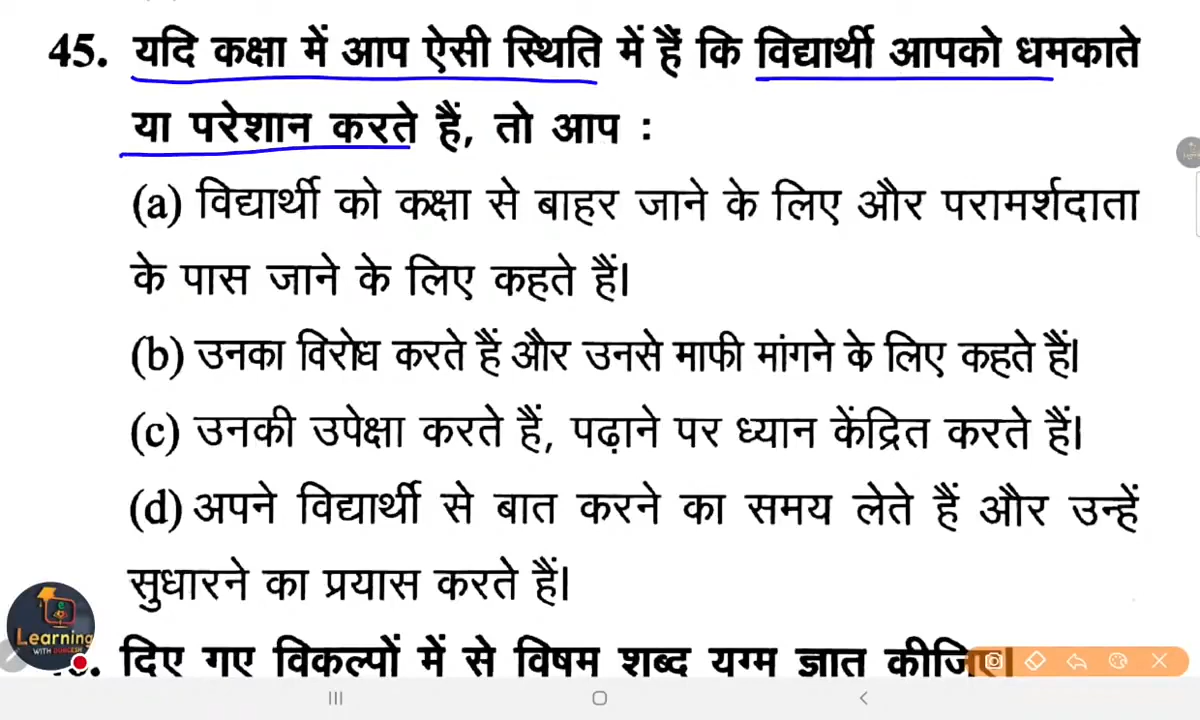 45. यदि कक्षा में आप ऐसी स्थिति में हैं कि विद्यार्थी आपको धमकाते
या परेशान करते हैं, तो आप :
(a) विद्यार्थी को कक्षा से बाहर जाने के लिए और परामर्शदाता
के पास जाने के लिए कहते हैं।
(b) उनका विरोध करते हैं और उनसे माफी मांगने के लिए कहते हैं।
(c) उनकी उपेक्षा करते हैं, पढ़ाने पर ध्यान केंद्रित करते हैं।
(d) अपने विद्यार्थी से बात करने का समय लेते हैं और उन्हें
सुधारने का प्रयास करते हैं।
Learning
दिए गए विकल्पों में से विषम शब्द युग्म ज्ञात कीजिए।